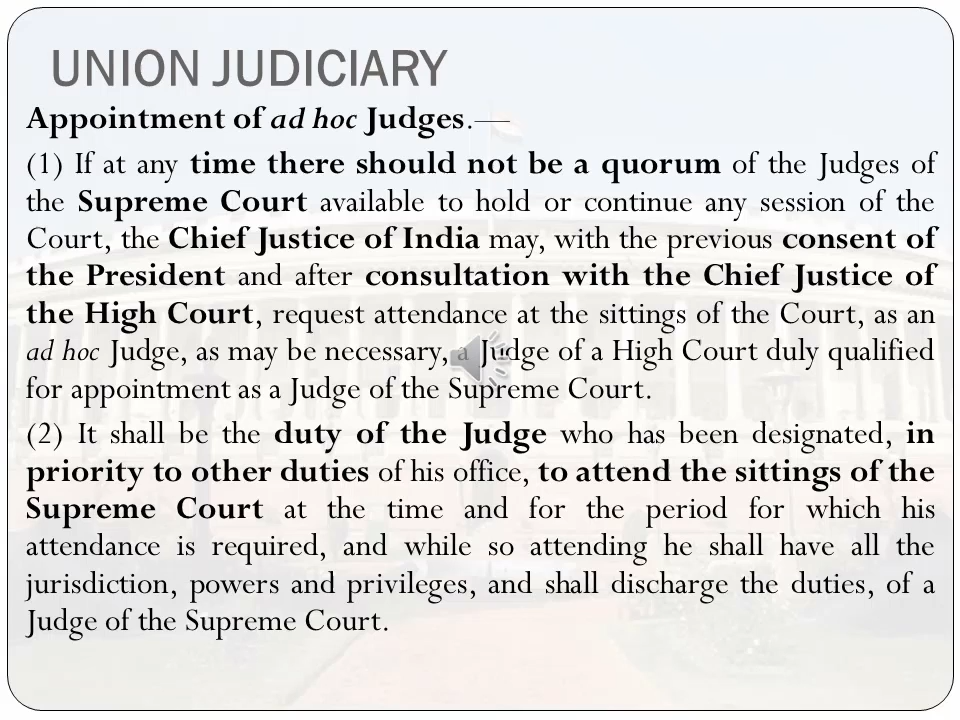 UNION JUDICIARY
Appointment of ad hoc Judges.—
(1) If at any time there should not be a quorum of the Judges of
the Supreme Court available to hold or continue any session of the
Court, the Chief Justice of India may, with the previous consent of
the President and after consultation with the Chief Justice of
the High Court, request attendance at the sittings of the Court, as an
ad hoc Judge, as may be necessary, a Judge of a High Court duly qualified
for appointment as a Judge of the Supreme Court.
(2) It shall be the duty of the Judge who has been designated, in
priority to other duties of his office, to attend the sittings of the
Supreme Court at the time and for the period for which his
attendance is required, and while so attending he shall have all the
jurisdiction, powers and privileges, and shall discharge the duties, of a
Judge of the Supreme Court.